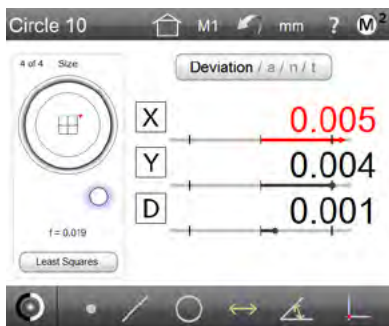 Circle 10 M1 mm ? M2
4 of 4 Size
Deviation / a / n / t
X 0.005
Y 0.004
D 0.001
f = 0.019
Least Squares